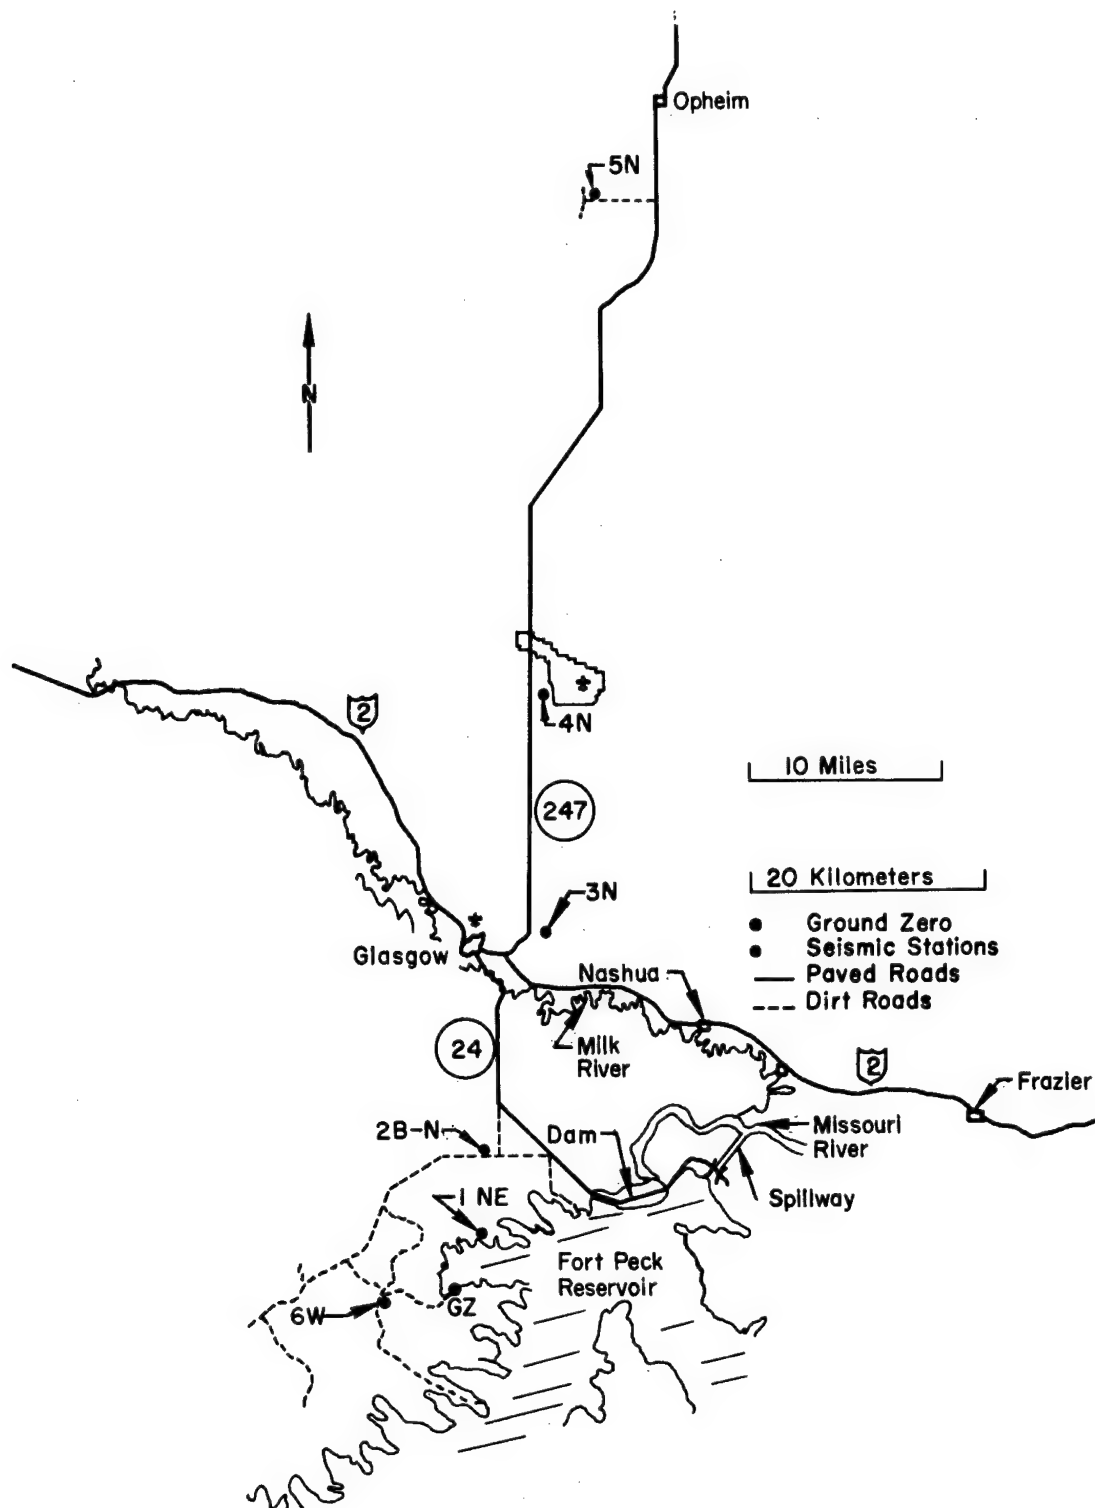 Opheim
5N
N
2
4N
10 Miles
247
20 Kilometers
3N
*
Ground Zero
Seismic Stations
Glasgow
Nashua
Paved Roads
Dirt Roads
24
Milk
River
2
Frazier
2B-N
Dam
Missouri
River
1 NE
Spillway
Fort Peck
Reservoir
6W
GZ